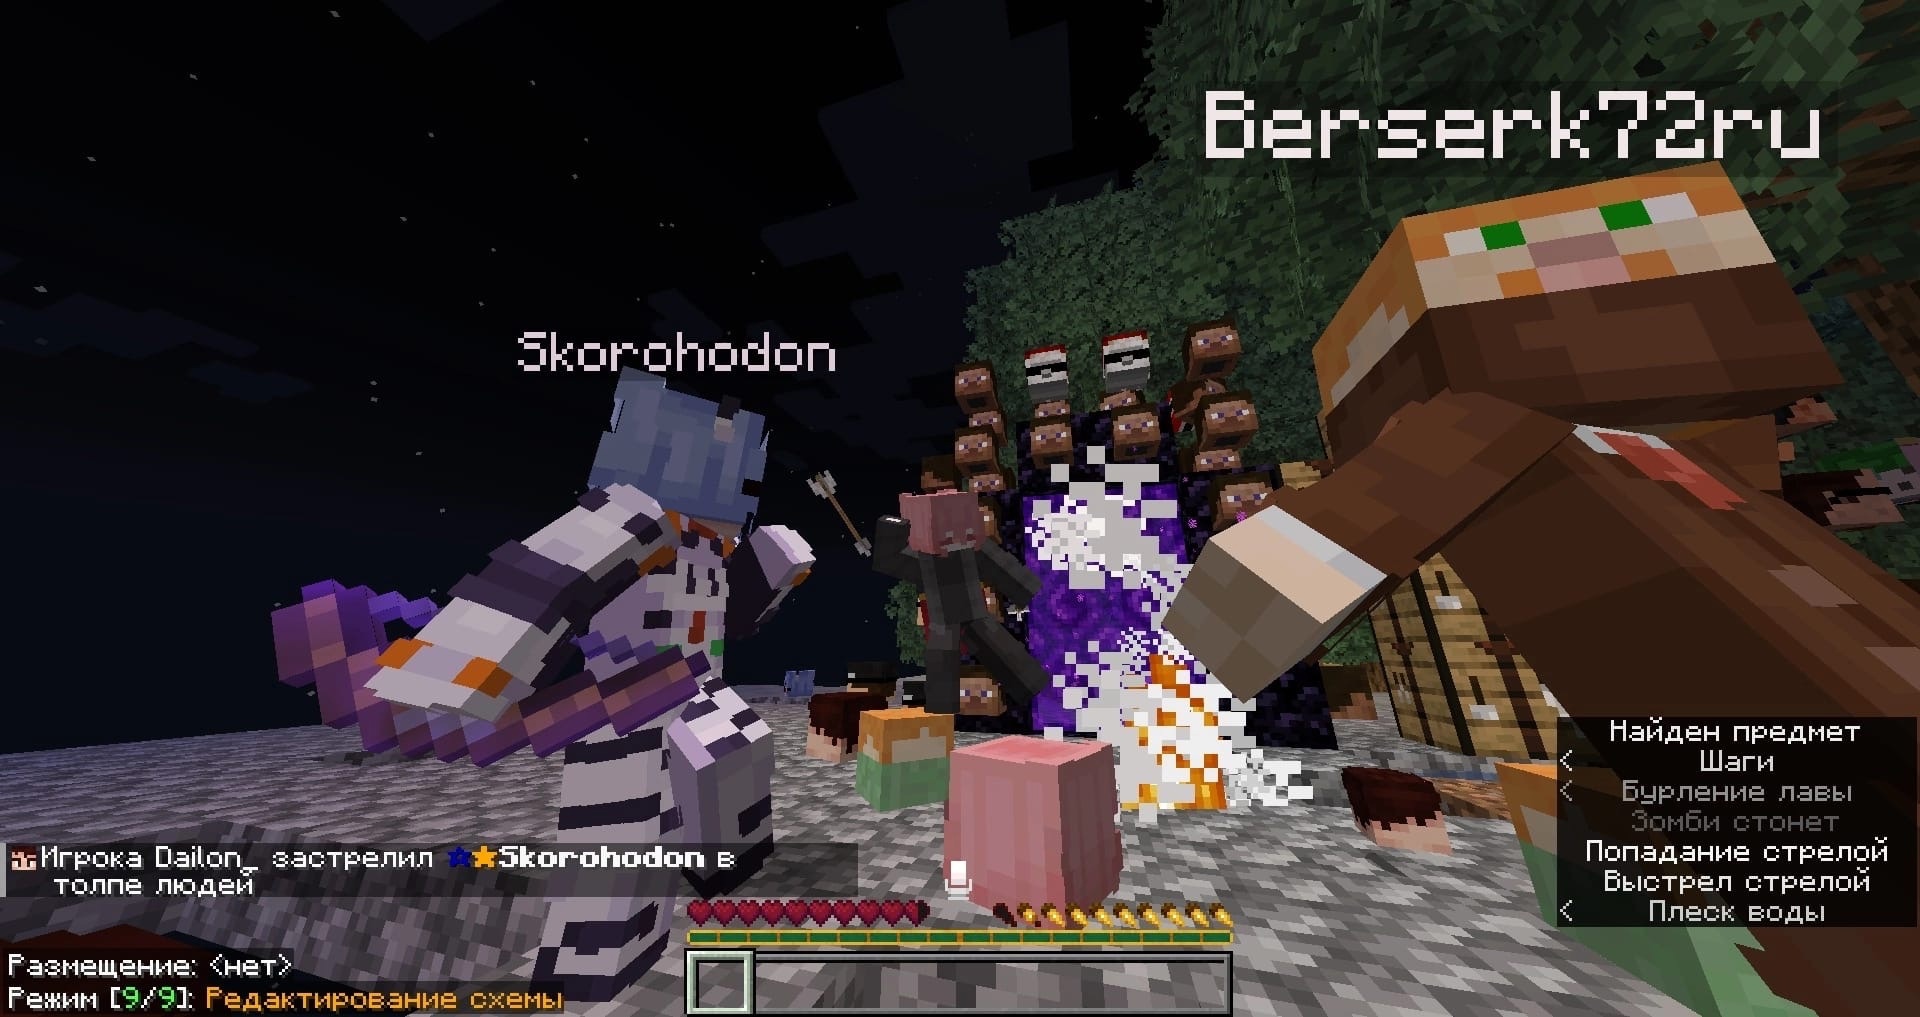 Berserk72ru
Skorohodon
Найден предмет
< Шаги
< Бурление лавы
Зомби стонет
Попадание стрелой
Выстрел стрелой
< Плеск воды
Игрока Dailon_ застрелил ★★Skorohodon в
толпе людей
Размещение: <нет>
Режим [9/9]: Редактирование схемы